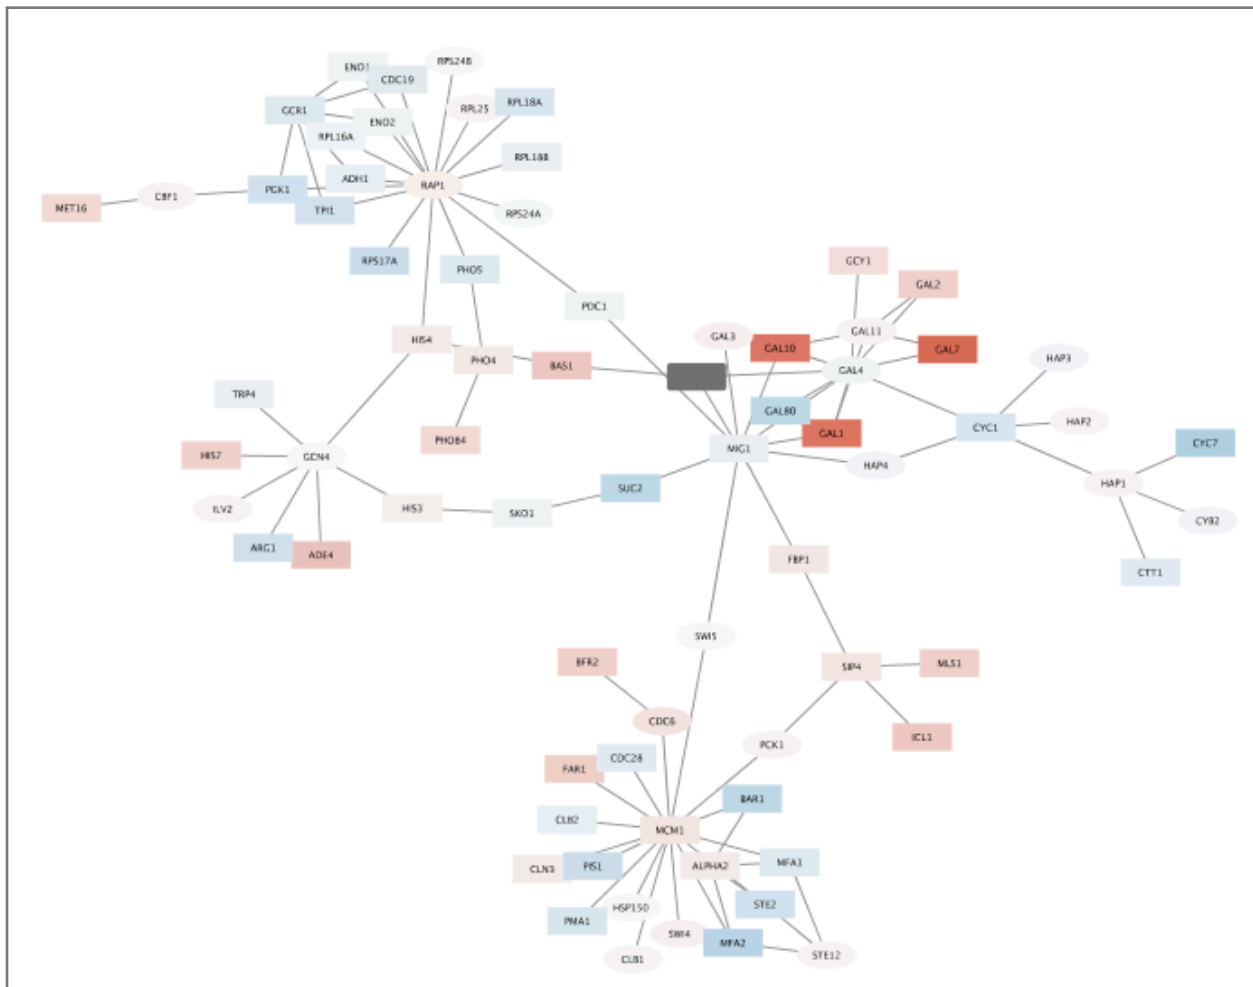 RPS24B
ENO1
CDC19
RPL18A
RPL25
GCR1
ENO2
RPL16A
RPL18B
ADH1
RAP1
PGK1
CBF1
MET16
TPI1
RPS24A
RPS17A
PHO5
GCY1
GAL2
PDC1
GAL11
GAL3
HIS4
GAL10
GAL7
HAP3
PHO4
BAS1
GAL4
TRP4
GAL80
HAP2
CYC1
GAL1
PHO84
CYC7
MIG1
HIS7
GCN4
HAP4
HAP1
SUC2
ILV2
HIS3
SKO1
CYB2
ARG1
ADE4
FBP1
CTT1
SWI5
BFR2
SIP4
MLS1
CDC6
ICL1
PCK1
CDC28
FAR1
BAR1
CLB2
MCM1
CLN3
PIS1
ALPHA2
MFA1
STE2
HSP150
PMA1
SWI4
MFA2
STE12
CLB1